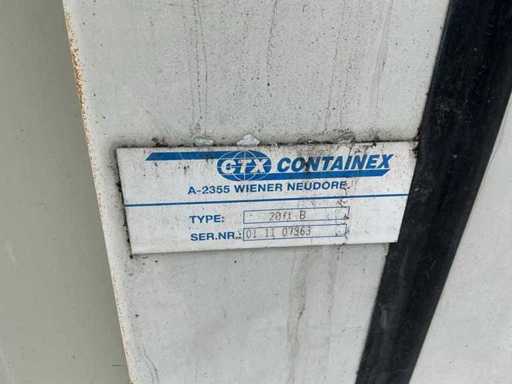 CTX CONTAINEX
A-2355 WIENER NEUDORF
TYPE: 20ft B
SER.NR.: 01 11 07363